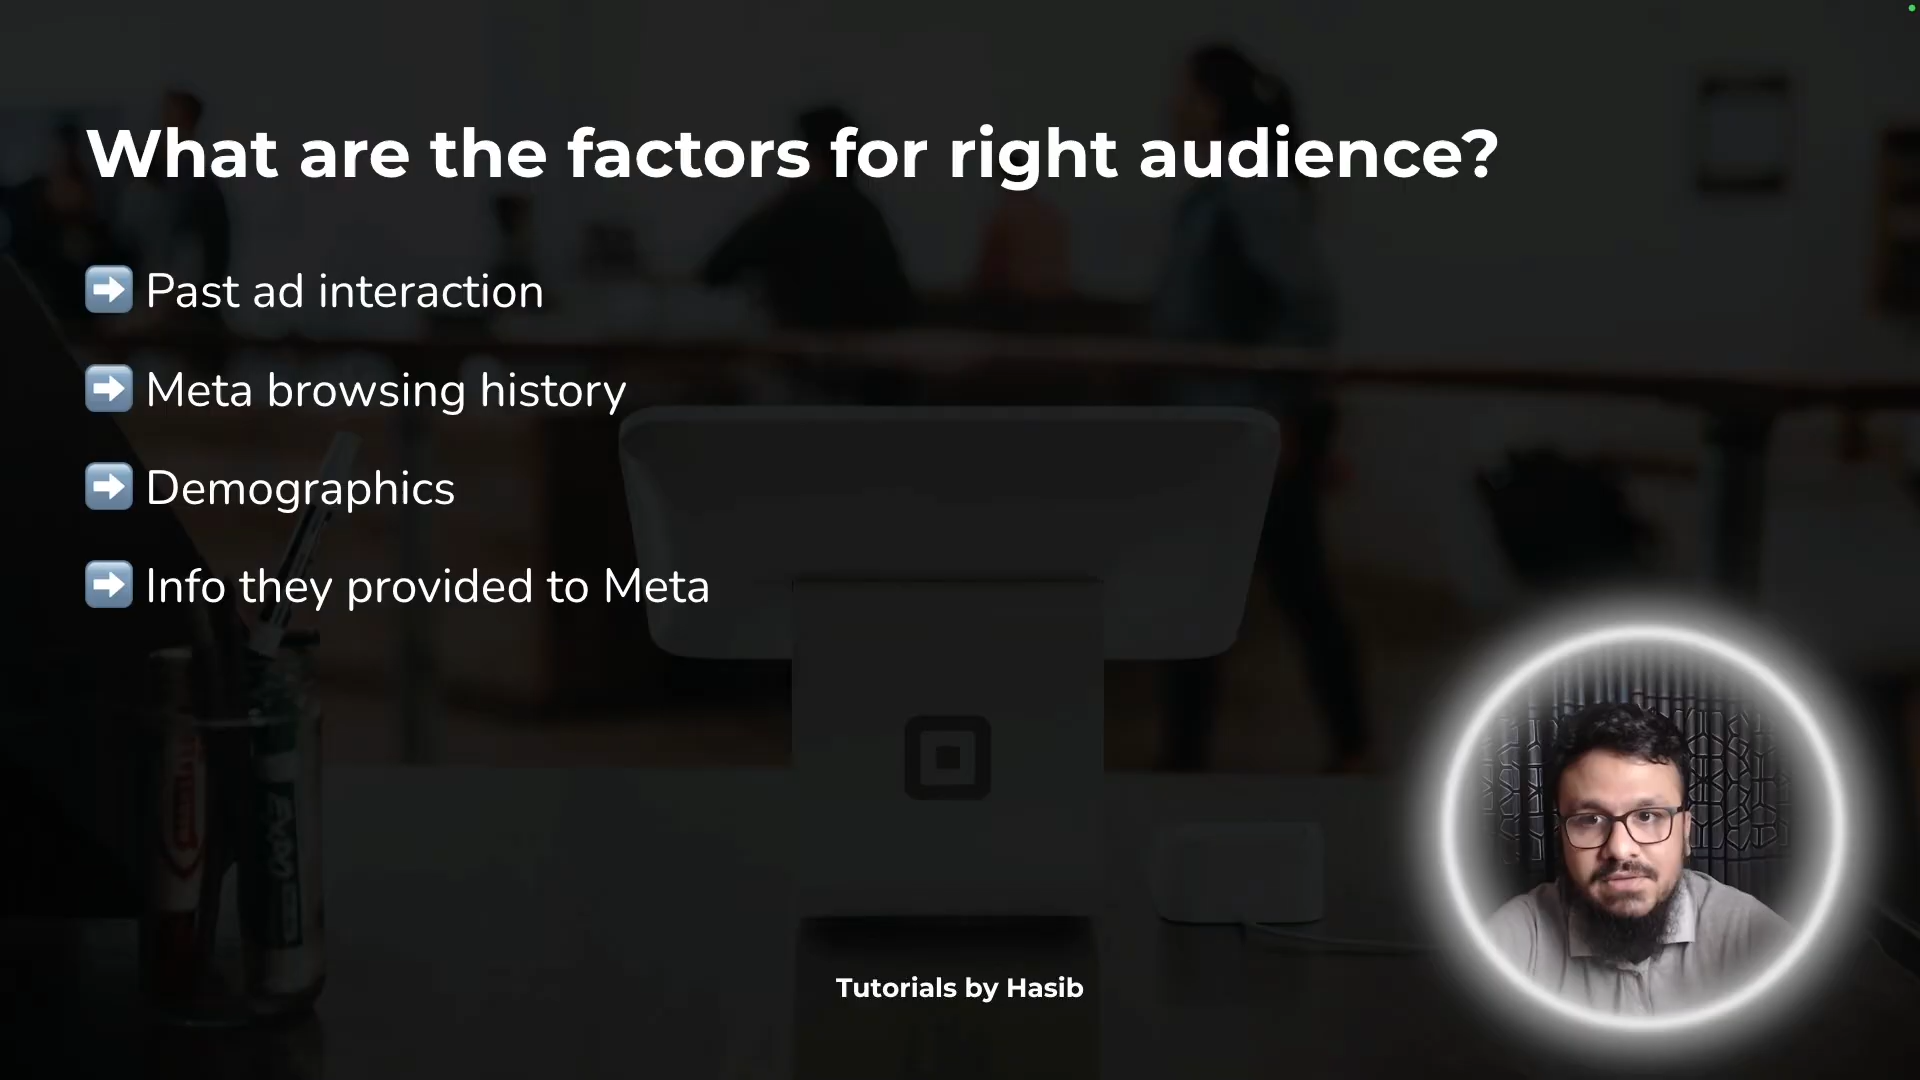 What are the factors for right audience?
➡️ Past ad interaction
➡️ Meta browsing history
➡️ Demographics
➡️ Info they provided to Meta
EXPO
Tutorials by Hasib